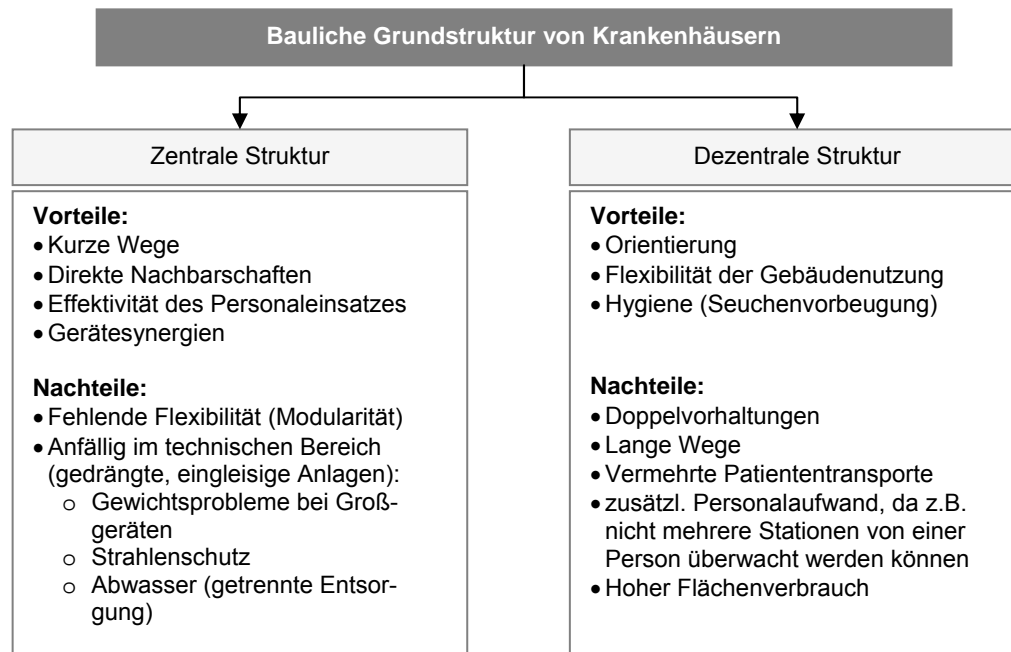 Bauliche Grundstruktur von Krankenhäusern
Zentrale Struktur
Vorteile:
• Kurze Wege
• Direkte Nachbarschaften
• Effektivität des Personaleinsatzes
• Gerätesynergien
Nachteile:
• Fehlende Flexibilität (Modularität)
• Anfällig im technischen Bereich
(gedrängte, eingleisige Anlagen):
o Gewichtsprobleme bei Groß-
geräten
o Strahlenschutz
o Abwasser (getrennte Entsor-
gung)
Dezentrale Struktur
Vorteile:
• Orientierung
• Flexibilität der Gebäudenutzung
• Hygiene (Seuchenvorbeugung)
Nachteile:
• Doppelvorhaltungen
• Lange Wege
• Vermehrte Patiententransporte
• zusätzl. Personalaufwand, da z.B.
nicht mehrere Stationen von einer
Person überwacht werden können
• Hoher Flächenverbrauch